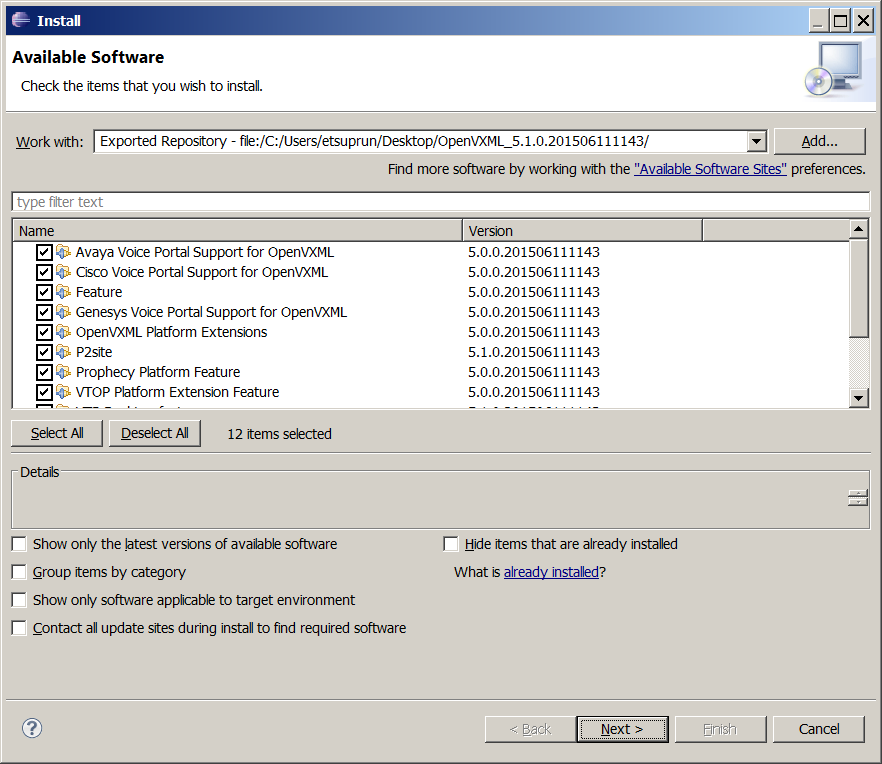 Install
Available Software
Check the items that you wish to install.
Work with: Exported Repository - file:/C:/Users/etsuprun/Desktop/OpenVXML_5.1.0.201506111143/ Add...
Find more software by working with the "Available Software Sites" preferences.
type filter text
Name Version
Avaya Voice Portal Support for OpenVXML 5.0.0.201506111143
Cisco Voice Portal Support for OpenVXML 5.0.0.201506111143
Feature 5.0.0.201506111143
Genesys Voice Portal Support for OpenVXML 5.0.0.201506111143
OpenVXML Platform Extensions 5.0.0.201506111143
P2site 5.1.0.201506111143
Prophecy Platform Feature 5.0.0.201506111143
VTOP Platform Extension Feature 5.0.0.201506111143
Select All Deselect All 12 items selected
Details
Show only the latest versions of available software Hide items that are already installed
Group items by category What is already installed?
Show only software applicable to target environment
Contact all update sites during install to find required software
? < Back Next > Finish Cancel